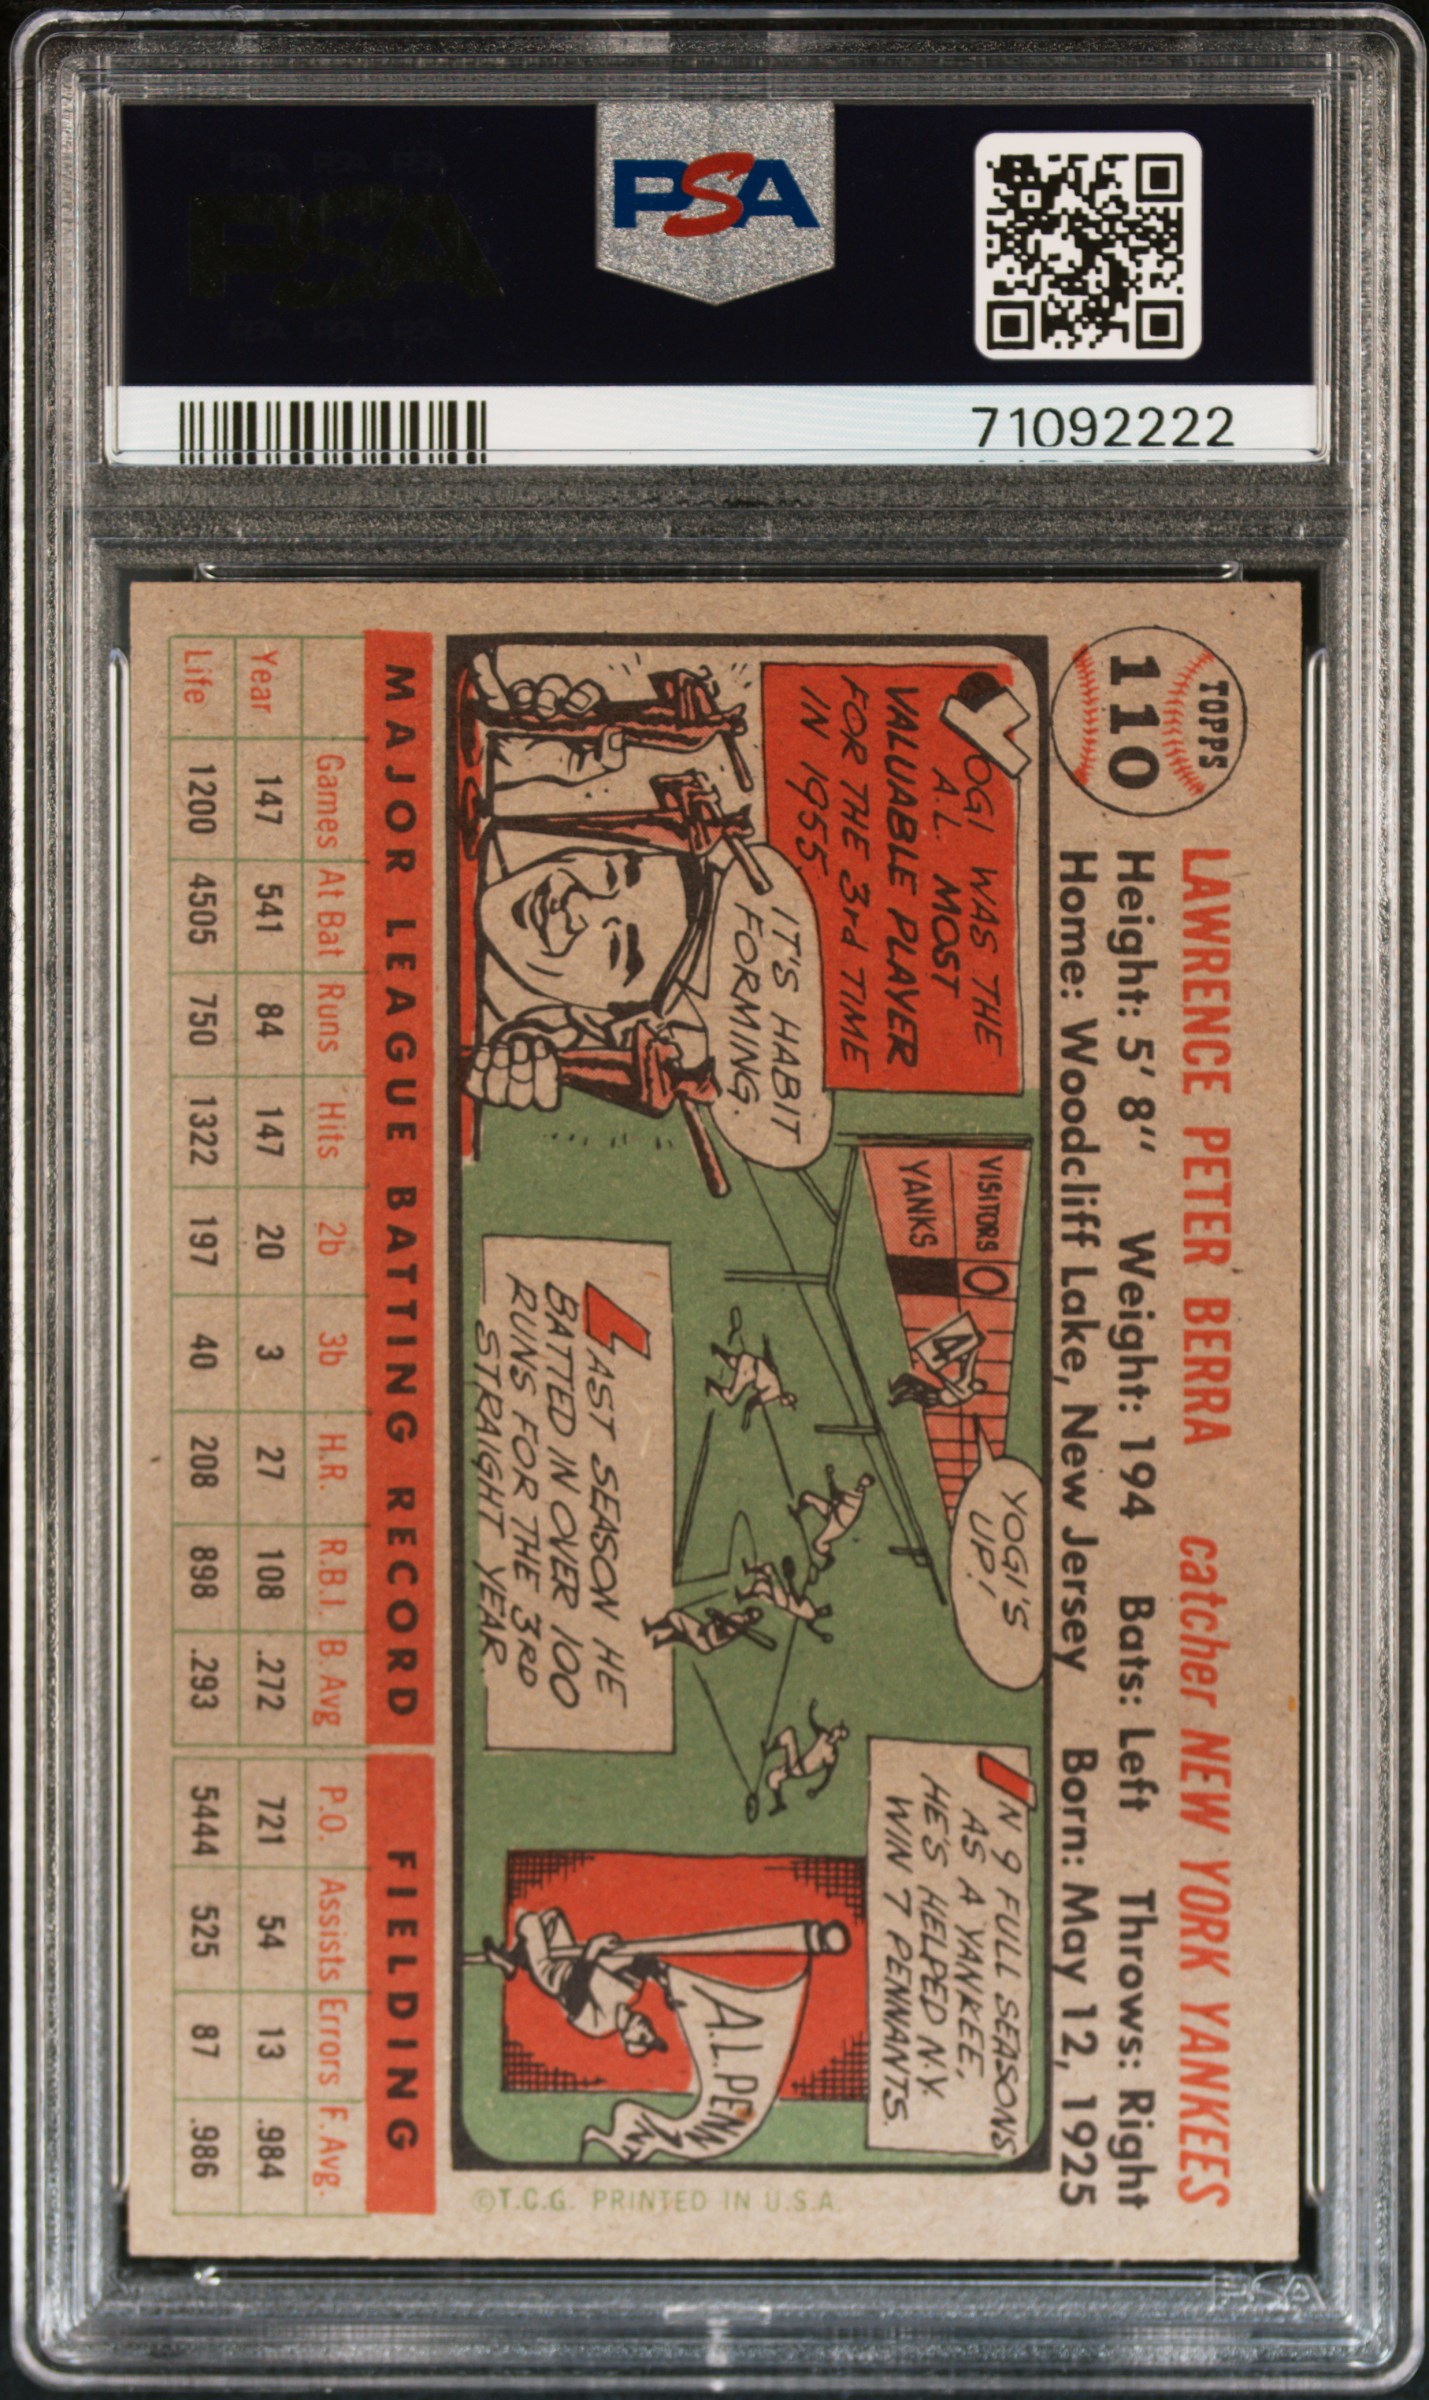 PSA
71092222
TOPPS
110
LAWRENCE PETER BERRA catcher NEW YORK YANKEES
Height: 5' 8" Weight: 194 Bats: Left Throws: Right
Home: Woodcliff Lake, New Jersey Born: May 12, 1925
YOGI WAS THE
A.L. MOST
VALUABLE PLAYER
FOR THE 3rd TIME
IN 1955.
IT'S HABIT
FORMING.
VISITORS 0
YANKS
4
YOGI'S
UP!
LAST SEASON HE
BATTED IN OVER 100
RUNS FOR THE 3RD
STRAIGHT YEAR.
IN 9 FULL SEASONS
AS A YANKEE,
HE'S HELPED N.Y.
WIN 7 PENNANTS.
A.L. PENNANT
©T.C.G. PRINTED IN U.S.A.
MAJOR LEAGUE BATTING RECORD FIELDING
Games At Bat Runs Hits 2b 3b H.R. R.B.I. B. Avg P.O. Assists Errors F. Avg.
Year 147 541 84 147 20 3 27 108 .272 721 54 13 .984
Life 1200 4505 750 1322 197 40 208 898 .293 5444 525 87 .986
PSA